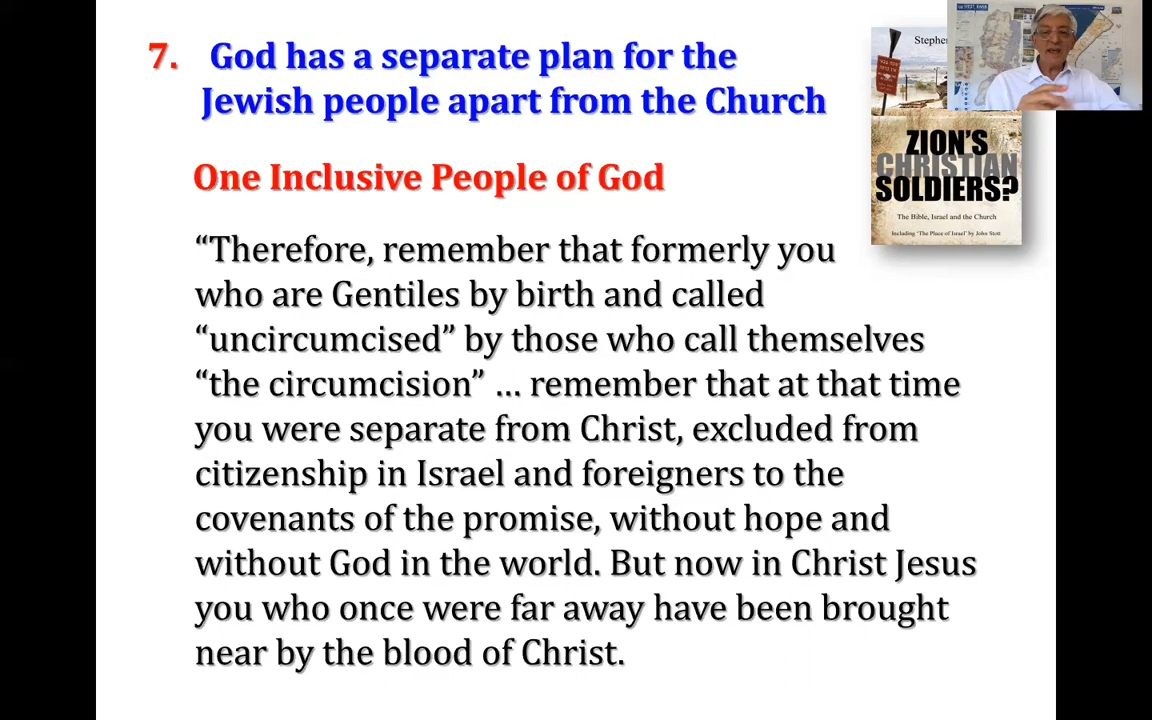 7. God has a separate plan for the
Jewish people apart from the Church
One Inclusive People of God
“Therefore, remember that formerly you
who are Gentiles by birth and called
“uncircumcised” by those who call themselves
“the circumcision” … remember that at that time
you were separate from Christ, excluded from
citizenship in Israel and foreigners to the
covenants of the promise, without hope and
without God in the world. But now in Christ Jesus
you who once were far away have been brought
near by the blood of Christ.
Stephen
ZION'S
CHRISTIAN
SOLDIERS?
The Bible, Israel and the Church
Including 'The Place of Israel' by John Stott